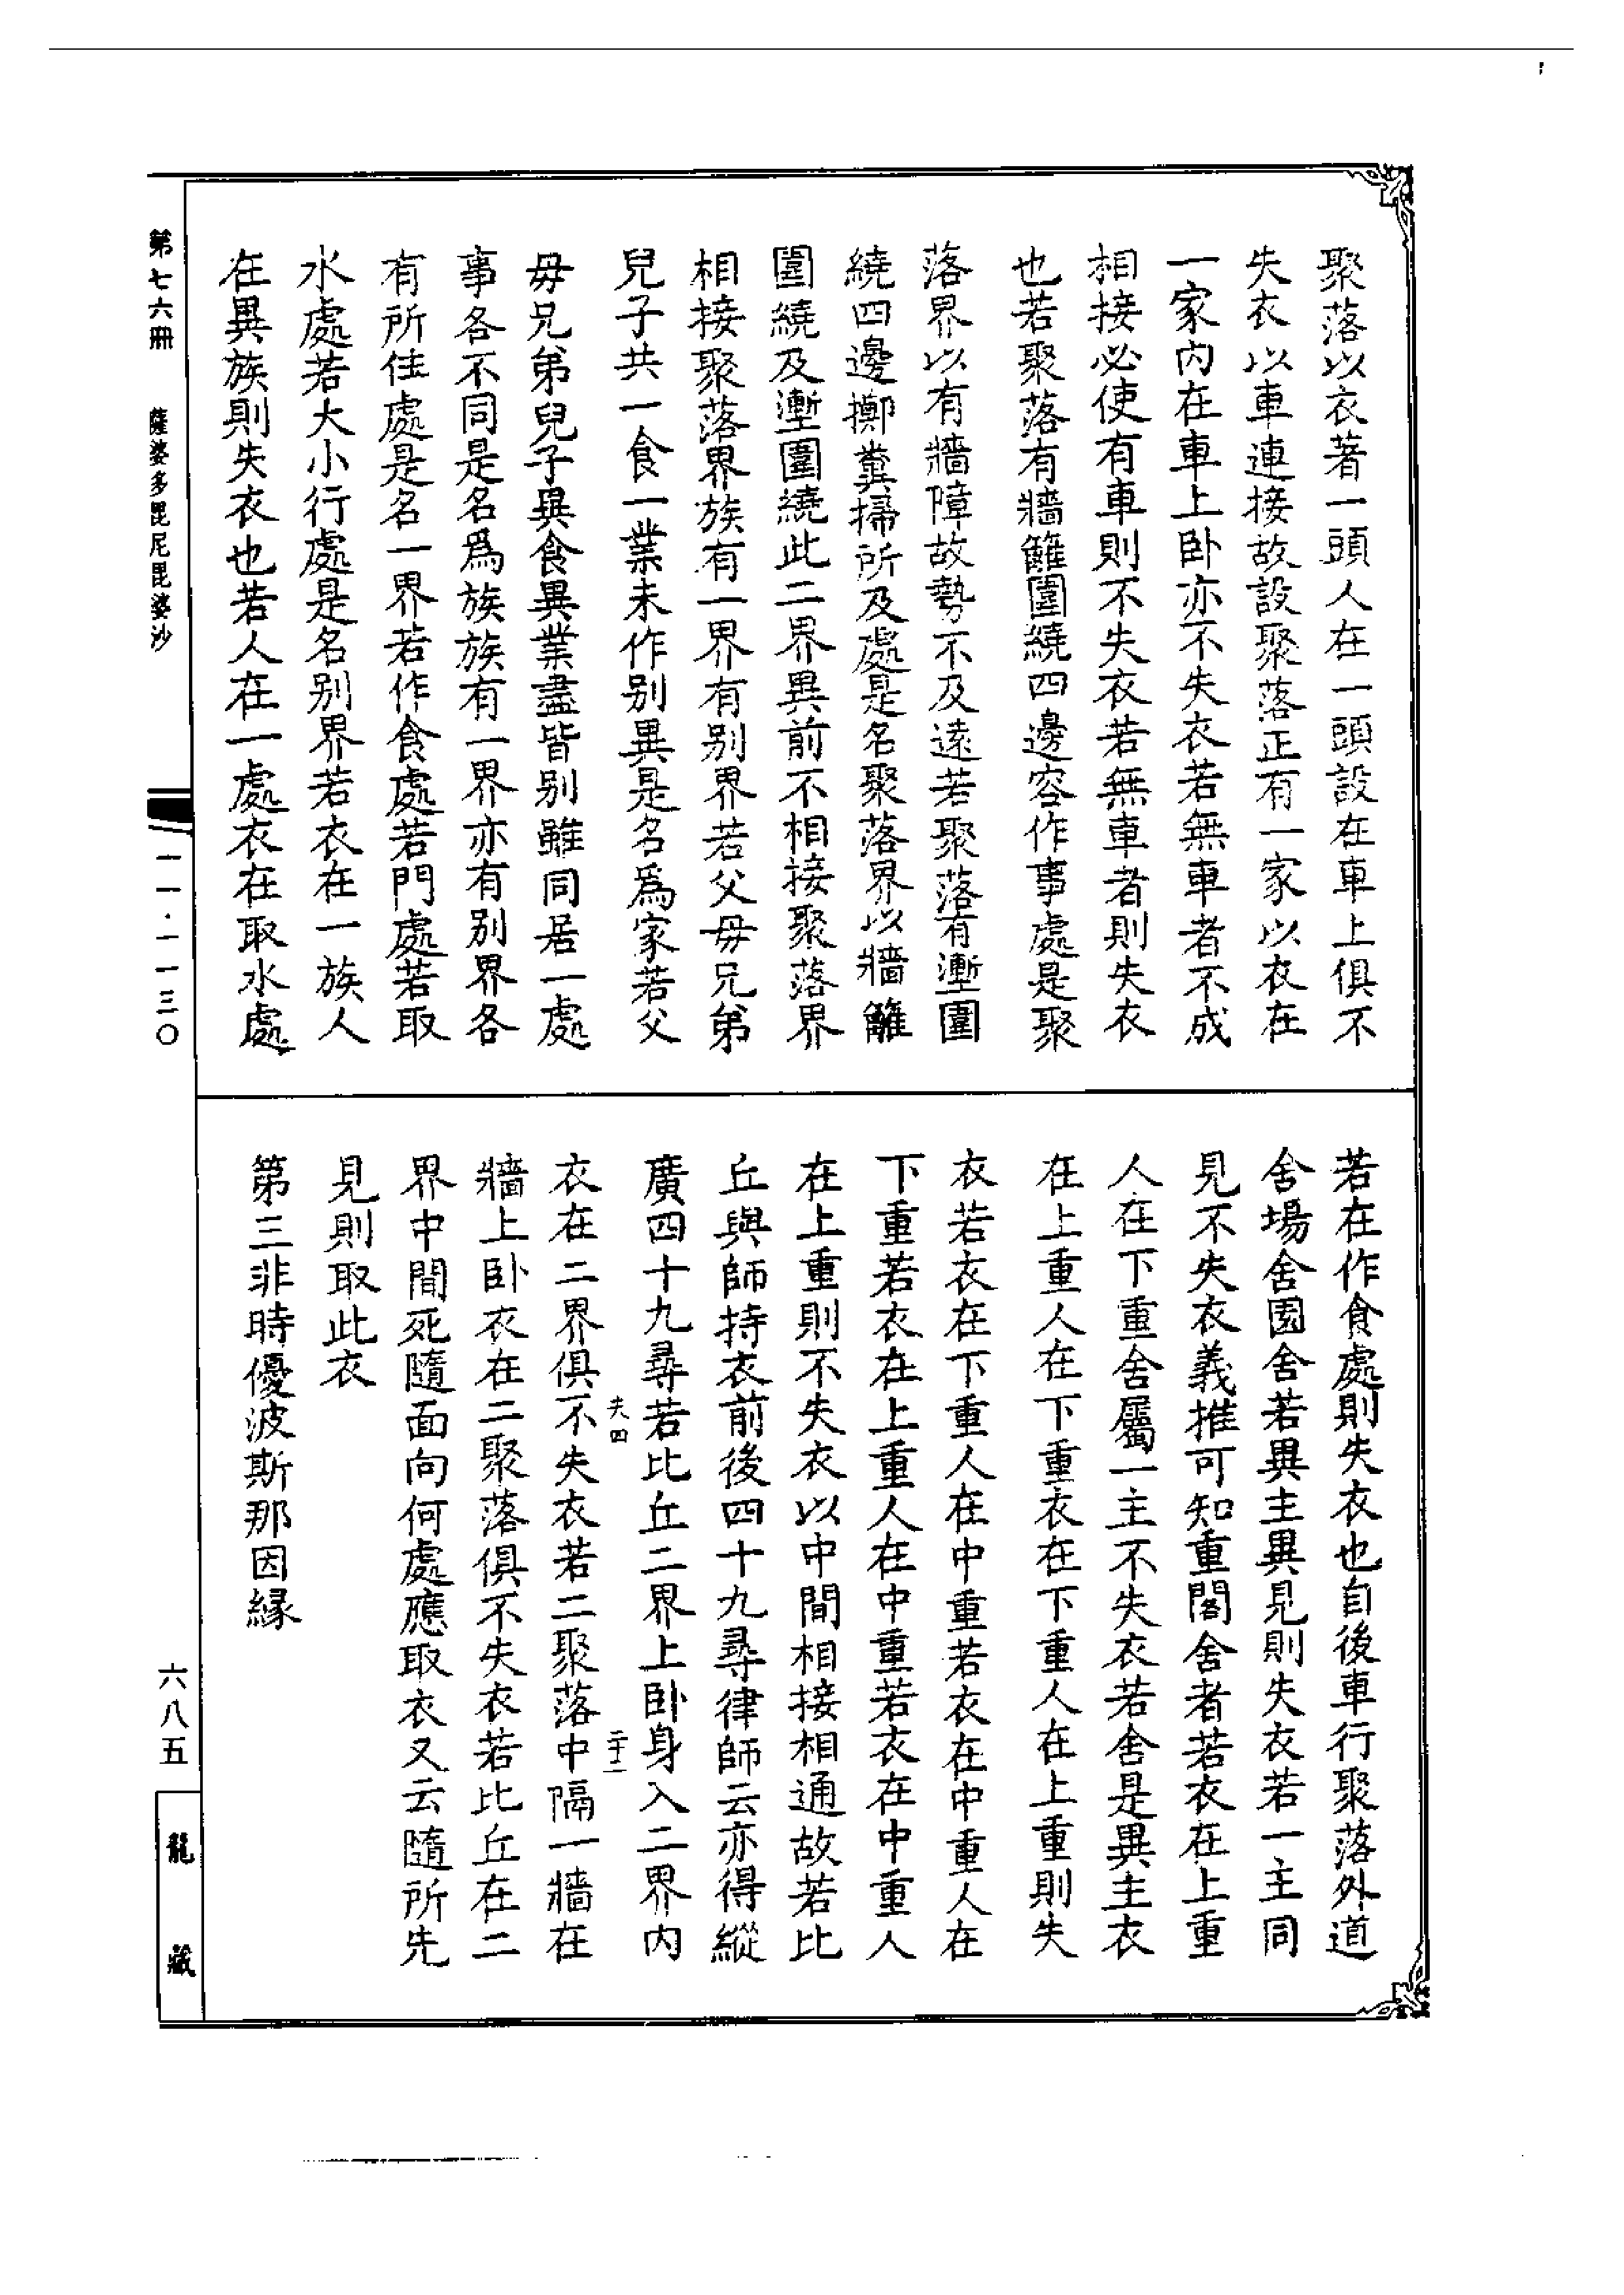 聚落以衣著一頭人在一頭設在車上俱不
失衣以車連接故設聚落正有一家以衣在
一家內在車上卧亦不失衣若無車者不成
相接必使有車則不失衣若無車者則失衣
也若聚落有牆籬圍繞四邊容作事處是聚
落界以有牆障故勢不及遠若聚落有壍圍
繞四邊擲糞掃所及處是名聚落界以牆籬
圍繞及壍圍繞此二界異前不相接聚落界
相接聚落界族有一界有别界若父毋兄弟
兒子共一食一業未作别異是名爲家若父
毋兄弟兒子異食異業盡皆别雖同居一處
事各不同是名爲族族有一界亦有别界各
有所住處是名一界若作食處若門處若取
水處若大小行處是名别界若衣在一族人
在異族則失衣也若人在一處衣在取水處
若在作食處則失衣也自後車行聚落外道
舍場舍園舍若異主異見則失衣若一主同
見不失衣義推可知重閣舍者若衣在上重
人在下重舍屬一主不失衣若舍是異主衣
在上重人在下重衣在下重人在上重則失
衣若衣在下重人在中重若衣在中重人在
下重若衣在上重人在中重若衣在中重人
在上重則不失衣以中間相接相通故若比
丘與師持衣前後四十九尋律師云亦得縱
廣四十九尋若比丘二界上卧身入二界內
夫四 二十二
衣在二界俱不失衣若二聚落中隔一牆在
牆上卧衣在二聚落俱不失衣若比丘在二
界中間死隨面向何處應取衣又云隨所先
見則取此衣
第三非時優波斯那因緣
第七六冊 薩婆多毘尼毘婆沙
一一·一一三〇
六八五
龍藏